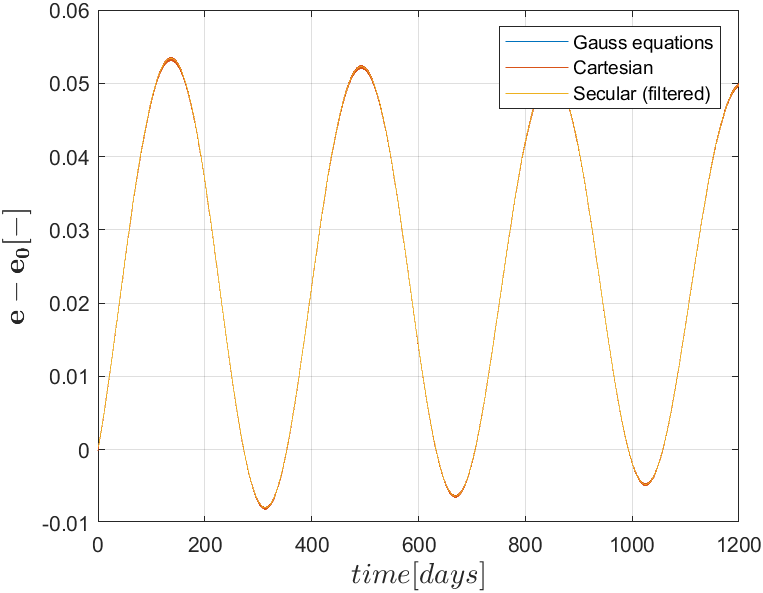 0.06
0.05
0.04
0.03
0.02
0.01
0
-0.01
e − e₀[−]
Gauss equations
Cartesian
Secular (filtered)
0 200 400 600 800 1000 1200
time[days]